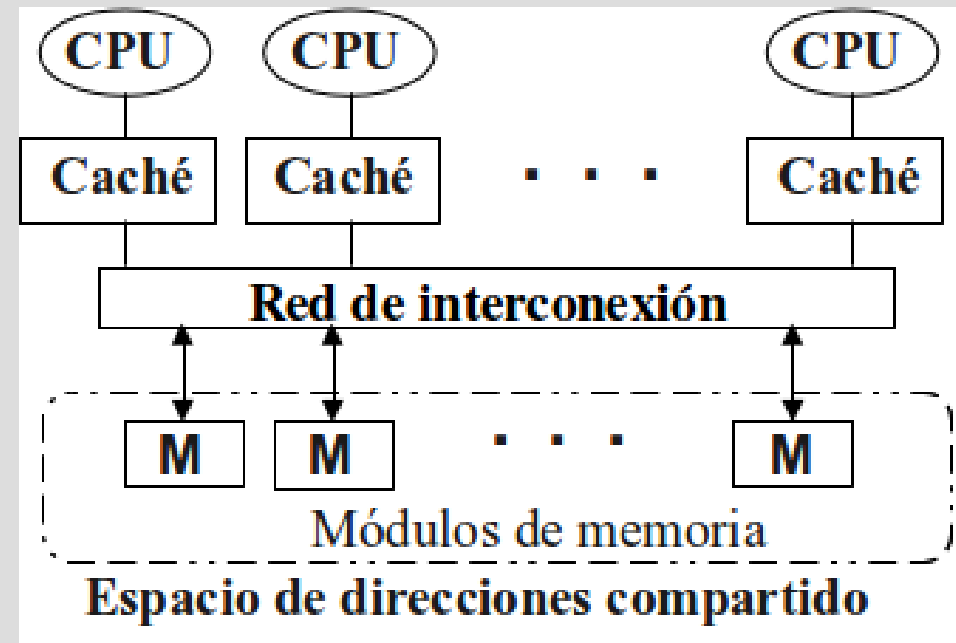 CPU CPU CPU
Caché Caché . . . Caché
Red de interconexión
M M . . . M
Módulos de memoria
Espacio de direcciones compartido